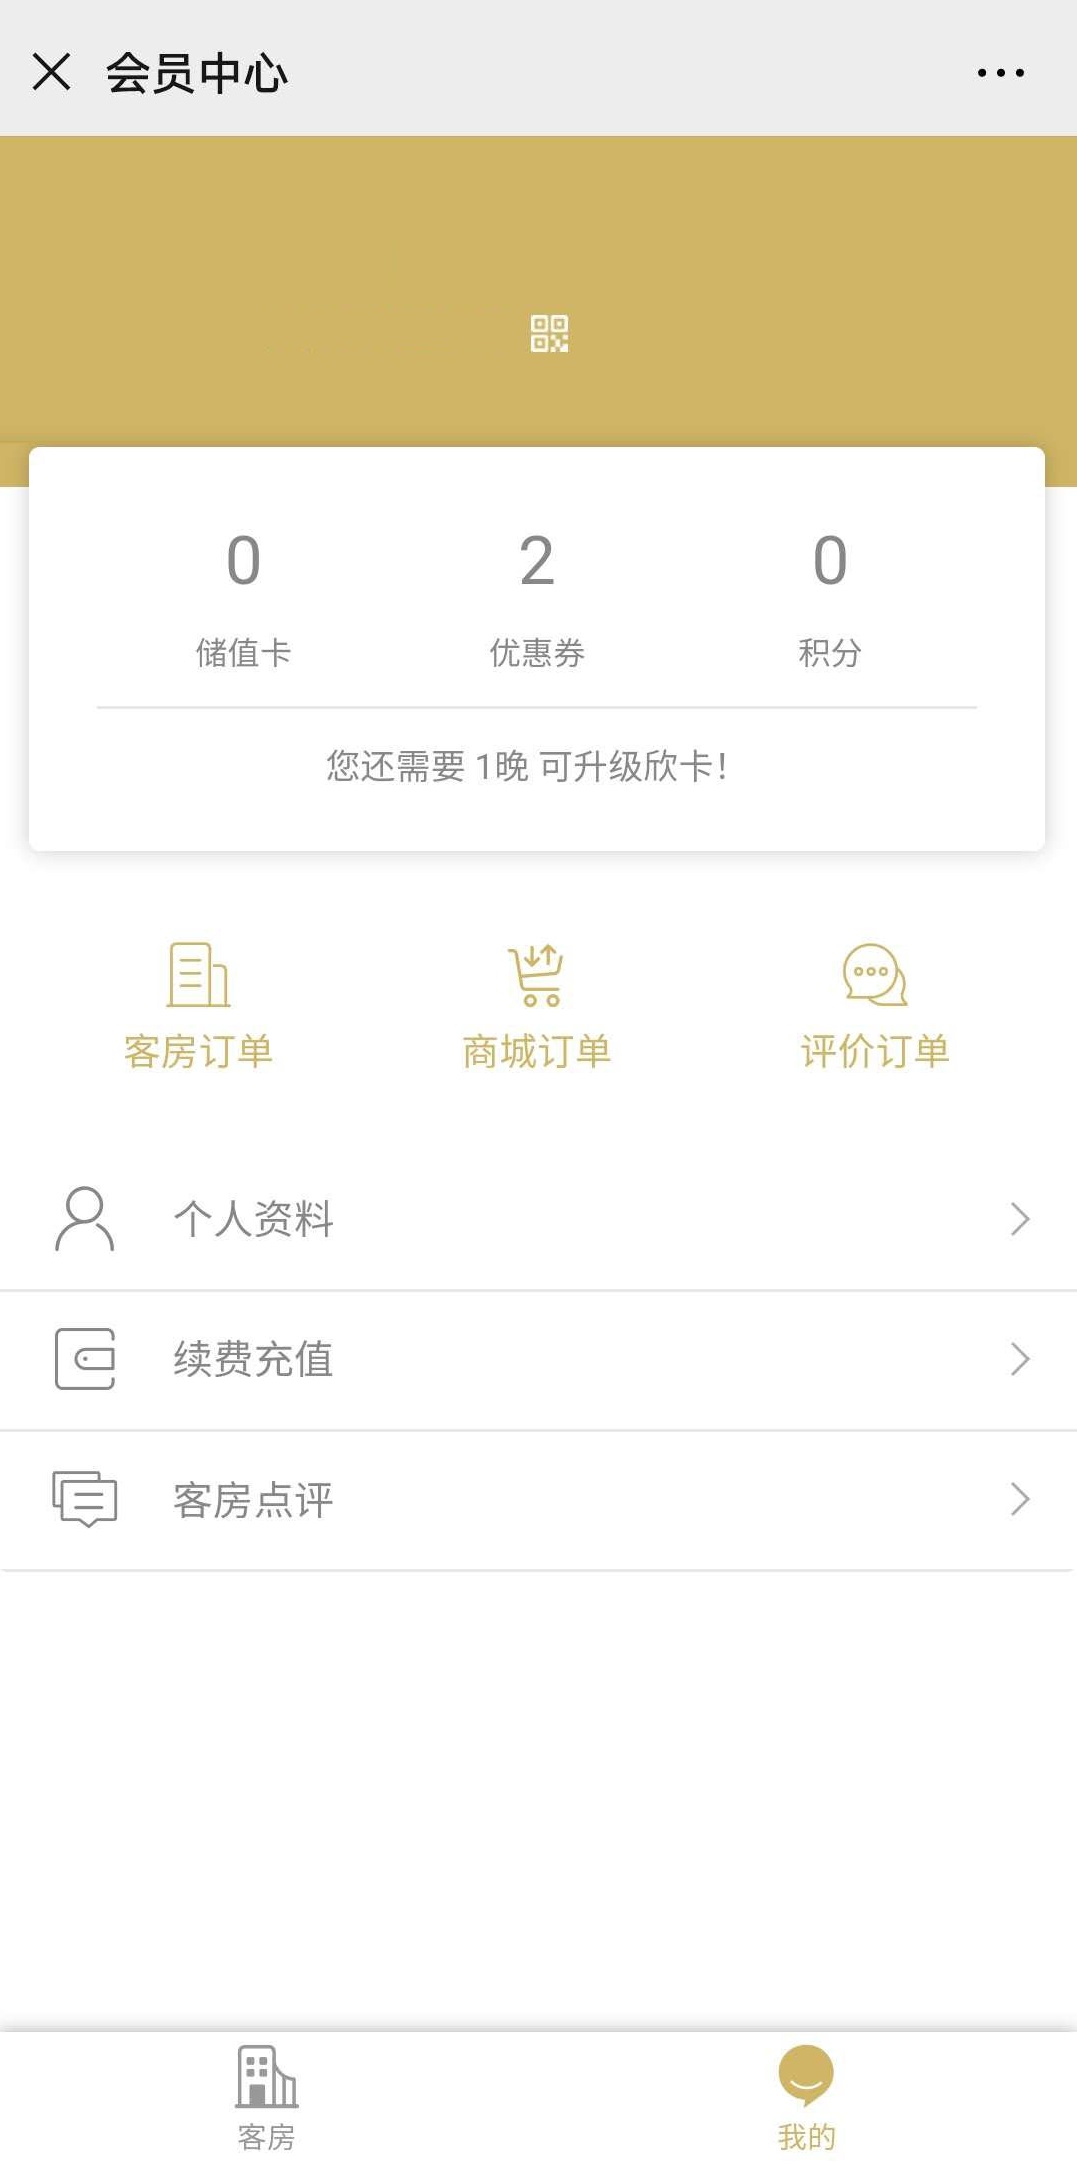 会员中心
0
2
0
储值卡
优惠券
积分
您还需要 1晚 可升级欣卡!
客房订单
商城订单
评价订单
个人资料
续费充值
客房点评
客房
我的